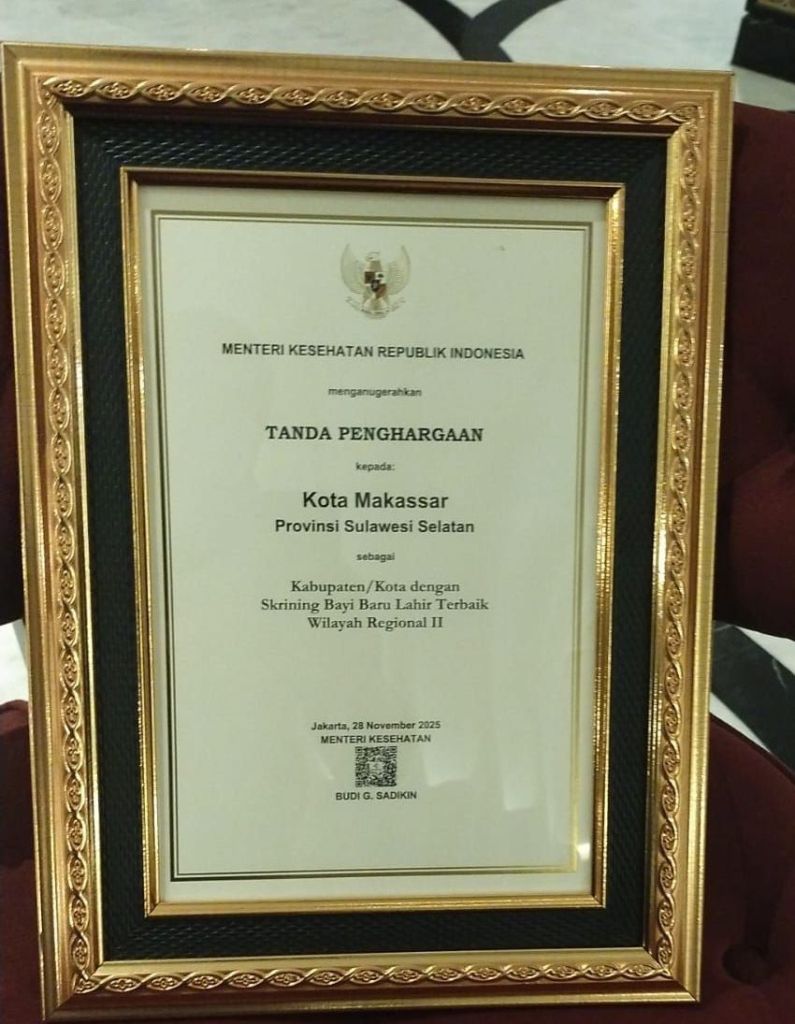 MENTERI KESEHATAN REPUBLIK INDONESIA
menganugerahkan
TANDA PENGHARGAAN
kepada:
Kota Makassar
Provinsi Sulawesi Selatan
sebagai
Kabupaten/Kota dengan
Skrining Bayi Baru Lahir Terbaik
Wilayah Regional II
Jakarta, 28 November 2025
MENTERI KESEHATAN
BUDI G. SADIKIN